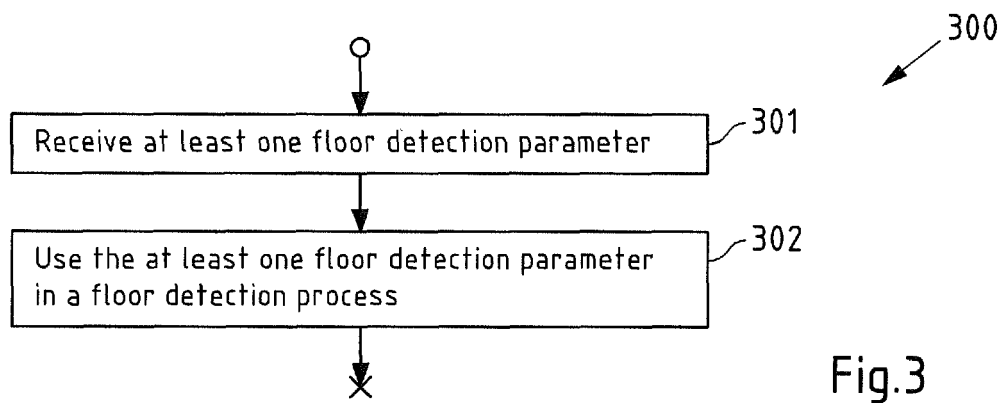 300
Receive at least one floor detection parameter
301
Use the at least one floor detection parameter
in a floor detection process
302
Fig.3